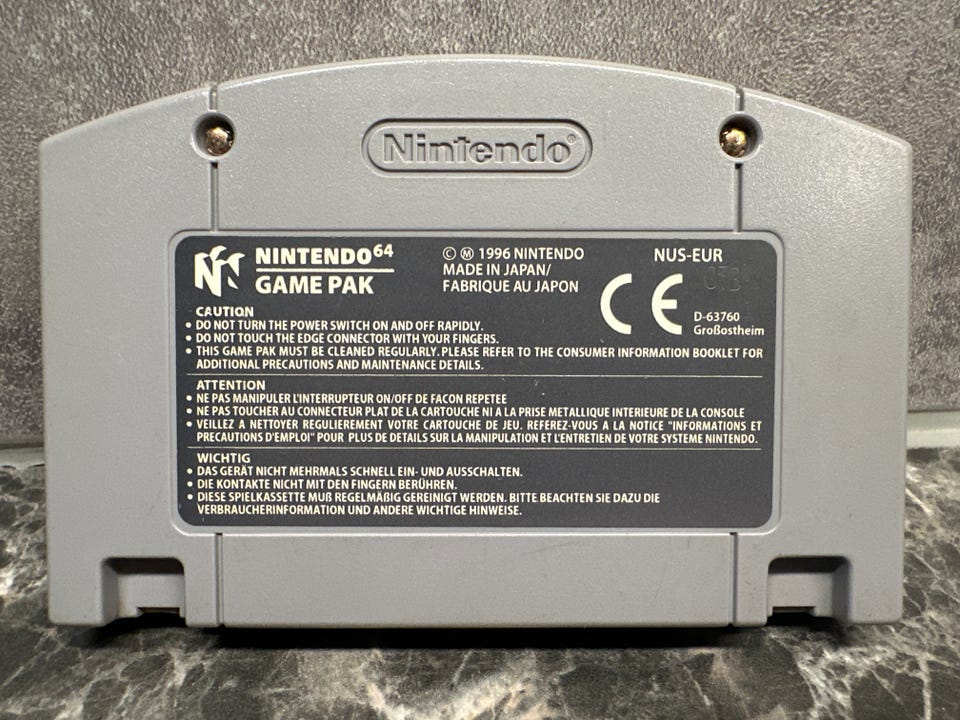 Nintendo®
NINTENDO⁶⁴
GAME PAK
© Ⓜ 1996 NINTENDO
MADE IN JAPAN/
FABRIQUE AU JAPON
NUS-EUR
CE
D-63760
Großostheim
CAUTION
• DO NOT TURN THE POWER SWITCH ON AND OFF RAPIDLY.
• DO NOT TOUCH THE EDGE CONNECTOR WITH YOUR FINGERS.
• THIS GAME PAK MUST BE CLEANED REGULARLY. PLEASE REFER TO THE CONSUMER INFORMATION BOOKLET FOR
ADDITIONAL PRECAUTIONS AND MAINTENANCE DETAILS.
ATTENTION
• NE PAS MANIPULER L'INTERRUPTEUR ON/OFF DE FACON REPETEE
• NE PAS TOUCHER AU CONNECTEUR PLAT DE LA CARTOUCHE NI A LA PRISE METALLIQUE INTERIEURE DE LA CONSOLE
• VEILLEZ A NETTOYER REGULIEREMENT VOTRE CARTOUCHE DE JEU. REFEREZ-VOUS A LA NOTICE "INFORMATIONS ET
PRECAUTIONS D'EMPLOI" POUR PLUS DE DETAILS SUR LA MANIPULATION ET L'ENTRETIEN DE VOTRE SYSTEME NINTENDO.
WICHTIG
• DAS GERÄT NICHT MEHRMALS SCHNELL EIN- UND AUSSCHALTEN.
• DIE KONTAKTE NICHT MIT DEN FINGERN BERÜHREN.
• DIESE SPIELKASSETTE MUß REGELMÄßIG GEREINIGT WERDEN. BITTE BEACHTEN SIE DAZU DIE
VERBRAUCHERINFORMATION UND ANDERE WICHTIGE HINWEISE.